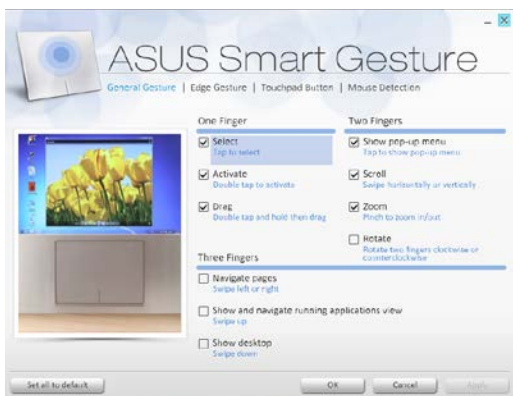 ASUS Smart Gesture
General Gesture | Edge Gesture | Touchpad Button | Mouse Detection
One Finger
Select
Tap to select
Activate
Double tap to activate
Drag
Double tap and hold then drag
Two Fingers
Show pop-up menu
Tap to show pop-up menu
Scroll
Swipe horizontally or vertically
Zoom
Pinch to zoom in/out
Rotate
Rotate two fingers clockwise or
counterclockwise
Three Fingers
Navigate pages
Swipe left or right
Show and navigate running applications view
Swipe up
Show desktop
Swipe down
Set all to default
OK
Cancel
Apply